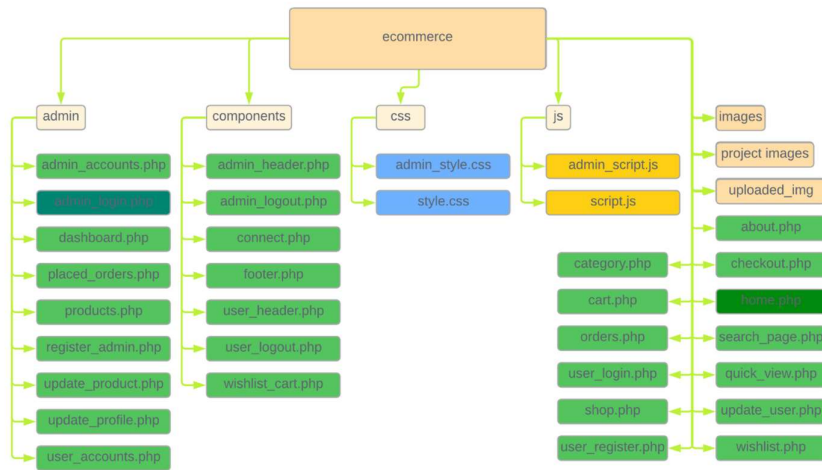 ecommerce
admin
components
css
js
images
project images
uploaded_img
admin_accounts.php
admin_login.php
dashboard.php
placed_orders.php
products.php
register_admin.php
update_product.php
update_profile.php
user_accounts.php
admin_header.php
admin_logout.php
connect.php
footer.php
user_header.php
user_logout.php
wishlist_cart.php
admin_style.css
style.css
admin_script.js
script.js
about.php
category.php
checkout.php
cart.php
home.php
orders.php
search_page.php
user_login.php
quick_view.php
shop.php
update_user.php
user_register.php
wishlist.php